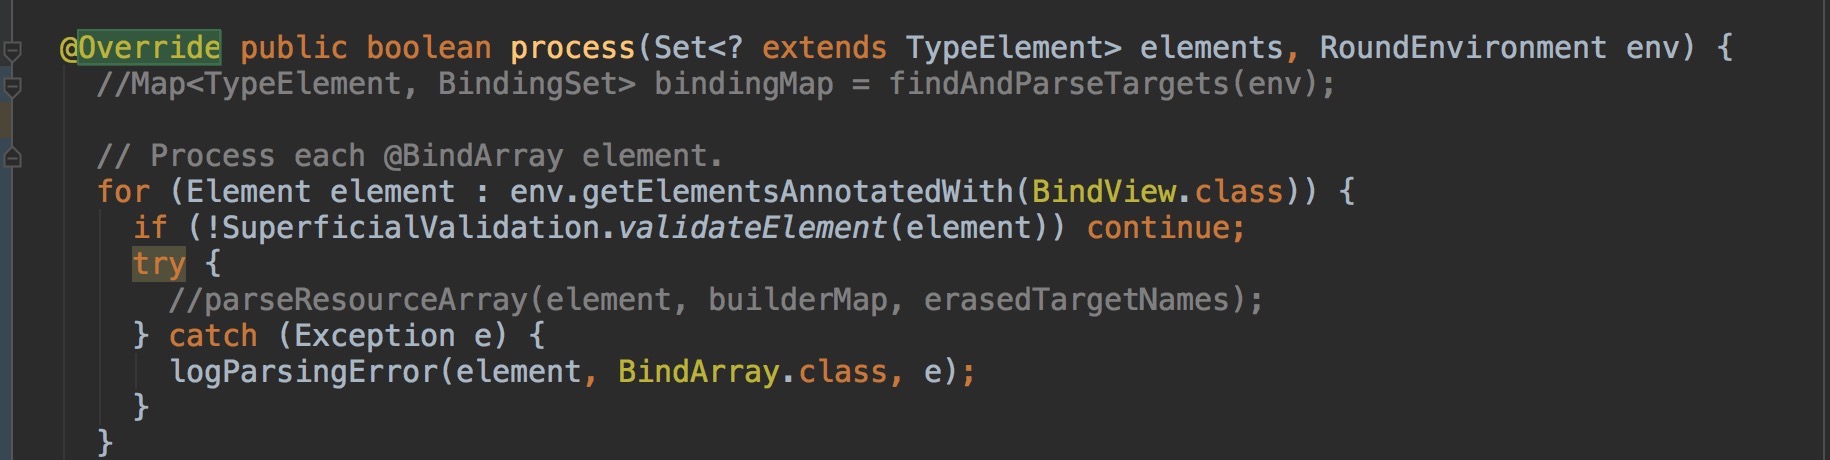 @Override public boolean process(Set<? extends TypeElement> elements, RoundEnvironment env) {
//Map<TypeElement, BindingSet> bindingMap = findAndParseTargets(env);
// Process each @BindArray element.
for (Element element : env.getElementsAnnotatedWith(BindView.class)) {
if (!SuperficialValidation.validateElement(element)) continue;
try {
//parseResourceArray(element, builderMap, erasedTargetNames);
} catch (Exception e) {
logParsingError(element, BindArray.class, e);
}
}